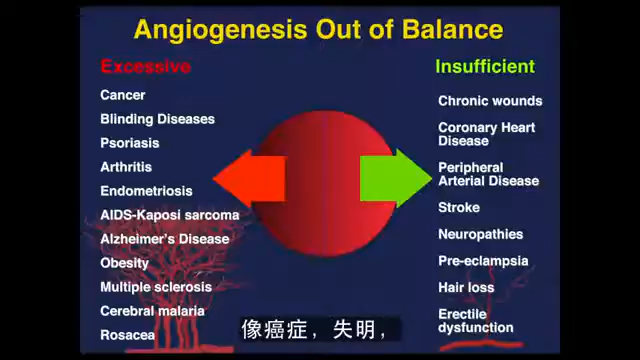 Angiogenesis Out of Balance
Excessive
Cancer
Blinding Diseases
Psoriasis
Arthritis
Endometriosis
AIDS-Kaposi sarcoma
Alzheimer's Disease
Obesity
Multiple sclerosis
Cerebral malaria
Rosacea
Insufficient
Chronic wounds
Coronary Heart
Disease
Peripheral
Arterial Disease
Stroke
Neuropathies
Pre-eclampsia
Hair loss
Erectile
dysfunction
像癌症，失明，